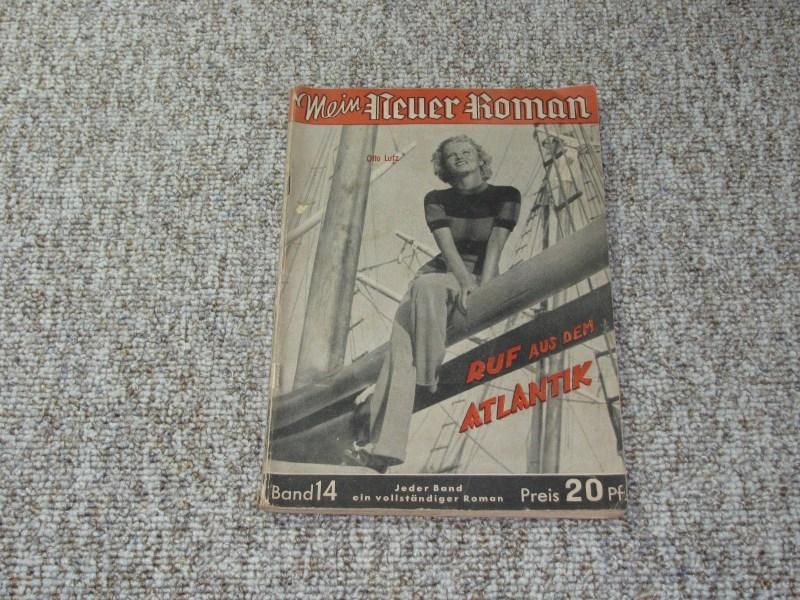 Mein Neuer Roman
Otto Lutz
RUF AUS DEM
ATLANTIK
Band 14
Jeder Band
ein vollständiger Roman
Preis 20 Pf.